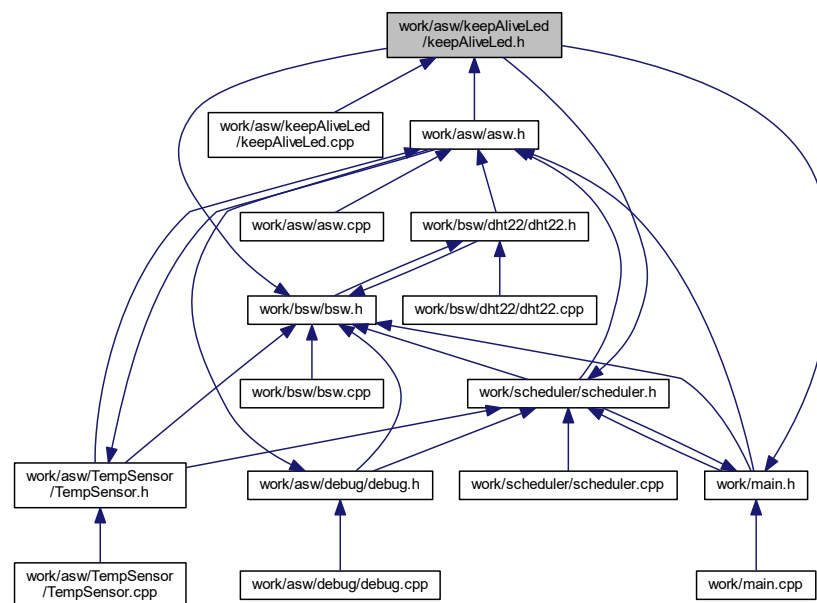 work/asw/keepAliveLed
/keepAliveLed.h
work/asw/keepAliveLed
/keepAliveLed.cpp
work/asw/asw.h
work/asw/asw.cpp
work/bsw/dht22/dht22.h
work/bsw/bsw.h
work/bsw/dht22/dht22.cpp
work/bsw/bsw.cpp
work/scheduler/scheduler.h
work/asw/TempSensor
/TempSensor.h
work/asw/debug/debug.h
work/scheduler/scheduler.cpp
work/main.h
work/asw/TempSensor
/TempSensor.cpp
work/asw/debug/debug.cpp
work/main.cpp